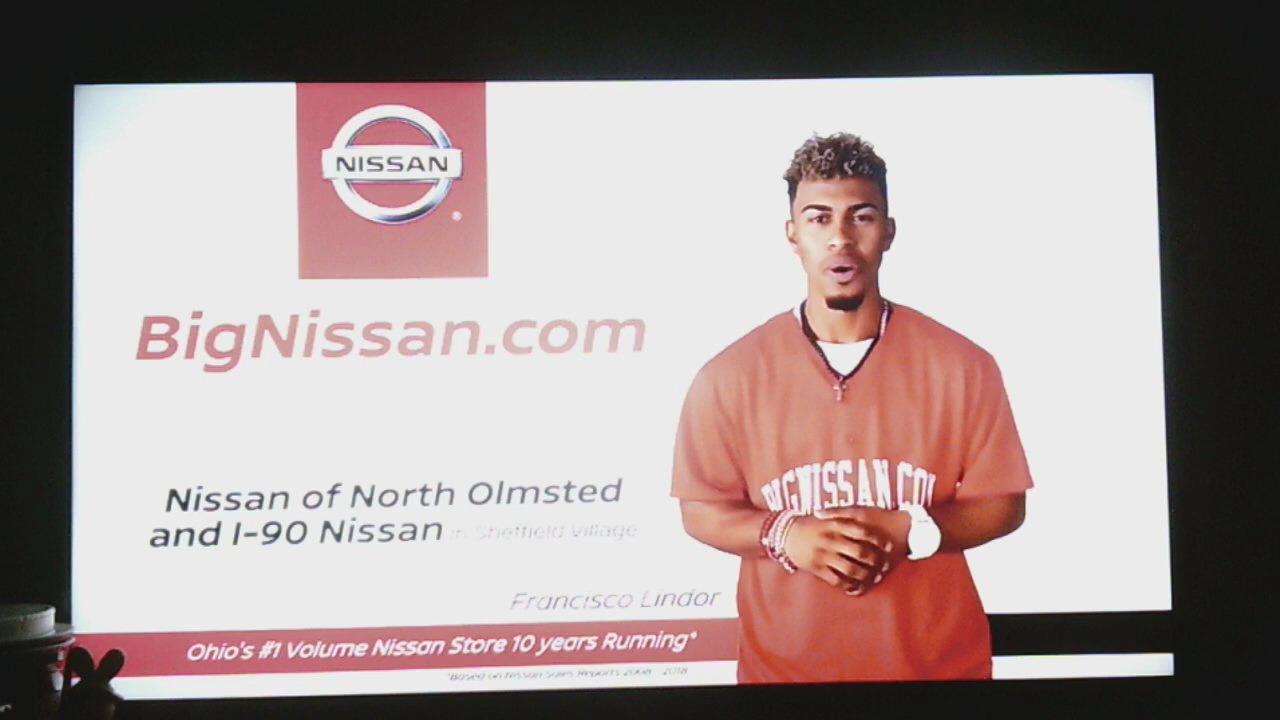 NISSAN
®
BigNissan.com
Nissan of North Olmsted
and I-90 Nissan in Sheffield Village
BIGNISSAN.CO
Francisco Lindor
Ohio's #1 Volume Nissan Store 10 years Running*
*Based on Nissan Sales Reports 2008 - 2018